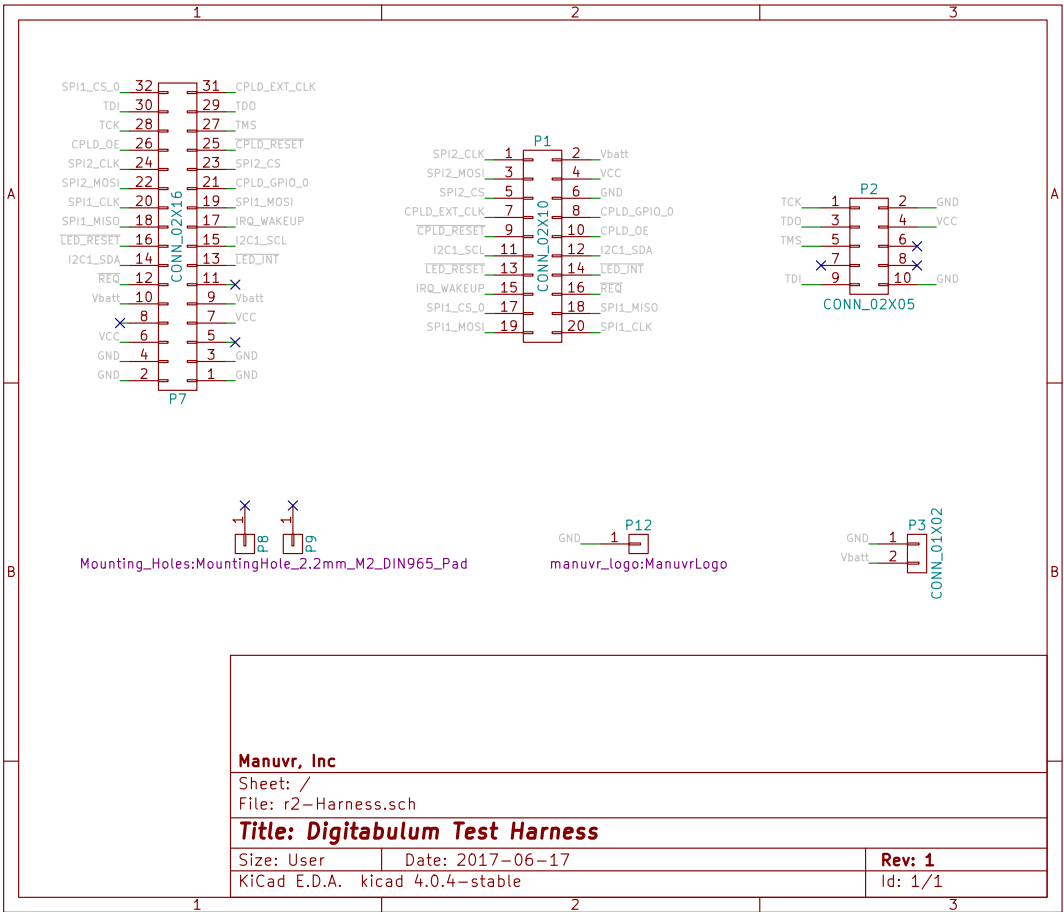 1 2 3
SPI1_CS_0 32 31 CPLD_EXT_CLK
TDI 30 29 TDO
TCK 28 27 TMS
CPLD_OE 26 25 CPLD_RESET
SPI2_CLK 24 23 SPI2_CS
SPI2_MOSI 22 21 CPLD_GPIO_0
SPI1_CLK 20 19 SPI1_MOSI
SPI1_MISO 18 17 IRQ_WAKEUP
LED_RESET 16 15 I2C1_SCL
I2C1_SDA 14 13 LED_INT
REQ 12 11
Vbatt 10 9 Vbatt
8 7 VCC
VCC 6 5
GND 4 3 GND
GND 2 1 GND
CONN_02X16
P7
P1
SPI2_CLK 1 2 Vbatt
SPI2_MOSI 3 4 VCC
SPI2_CS 5 6 GND
CPLD_EXT_CLK 7 8 CPLD_GPIO_0
CPLD_RESET 9 10 CPLD_OE
I2C1_SCL 11 12 I2C1_SDA
LED_RESET 13 14 LED_INT
IRQ_WAKEUP 15 16 REQ
SPI1_CS_0 17 18 SPI1_MISO
SPI1_MOSI 19 20 SPI1_CLK
CONN_02X10
P2
TCK 1 2 GND
TDO 3 4 VCC
TMS 5 6
7 8
TDI 9 10 GND
CONN_02X05
A A
1 P8 1 P9
Mounting_Holes:MountingHole_2.2mm_M2_DIN965_Pad
P12
GND 1
manuvr_logo:ManuvrLogo
P3
GND 1
Vbatt 2
CONN_01X02
B B
Manuvr, Inc
Sheet: /
File: r2-Harness.sch
Title: Digitabulum Test Harness
Size: User Date: 2017-06-17 Rev: 1
KiCad E.D.A. kicad 4.0.4-stable Id: 1/1
1 2 3